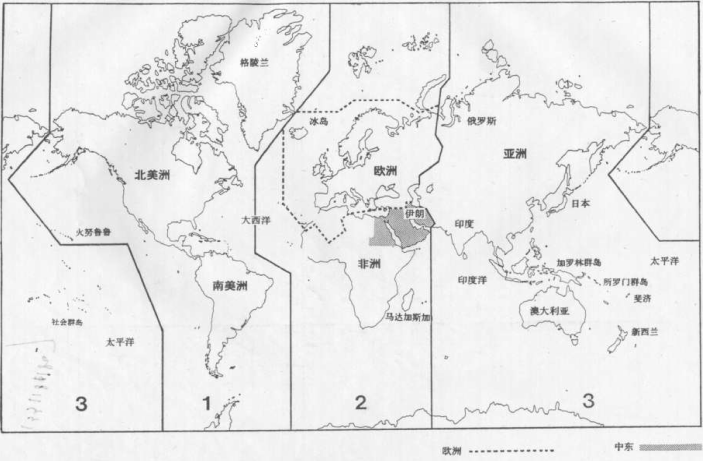 格陵兰
冰岛
俄罗斯
北美洲
欧洲
亚洲
日本
大西洋
伊朗
印度
火努鲁鲁
非洲
加罗林群岛
太平洋
南美洲
印度洋
所罗门群岛
斐济
社会群岛
马达加斯加
澳大利亚
新西兰
太平洋
3
1
2
3
欧洲
中东